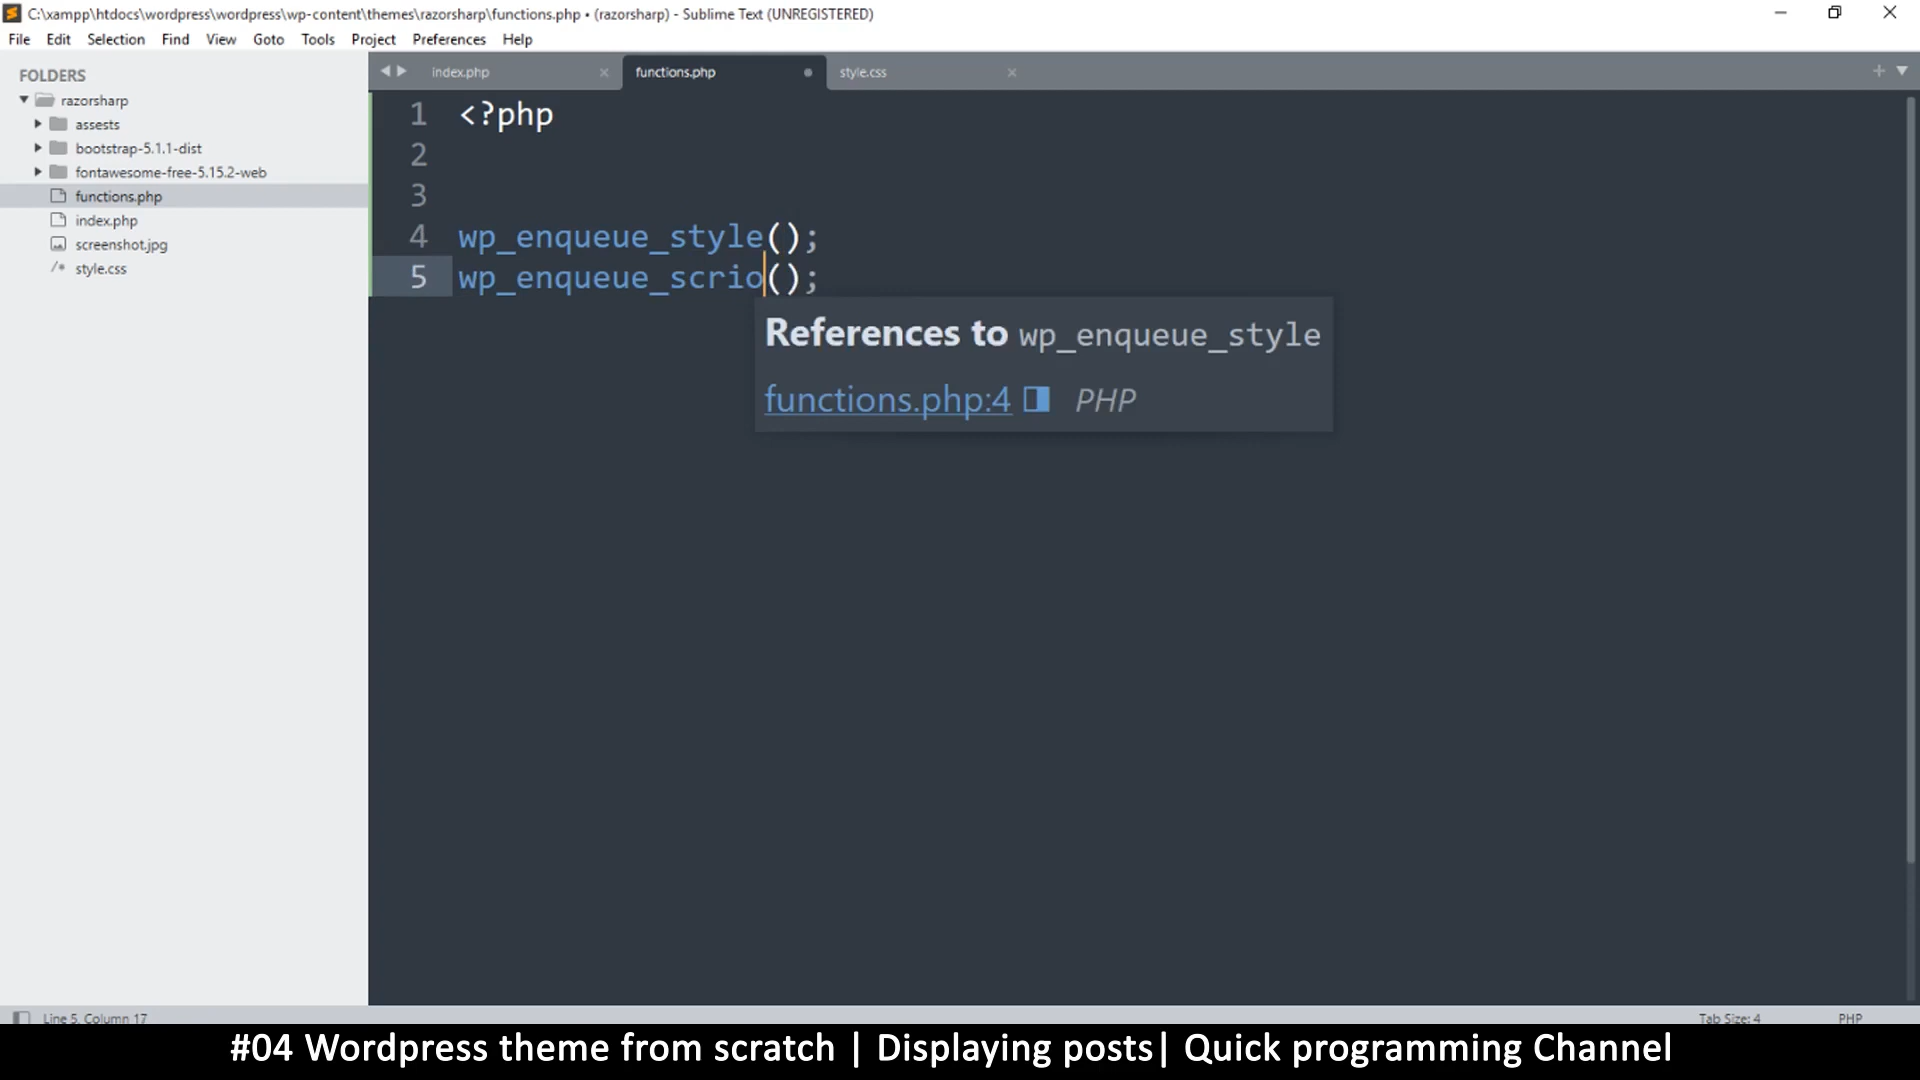 C:\xampp\htdocs\wordpress\wordpress\wp-content\themes\razorsharp\functions.php • (razorsharp) - Sublime Text (UNREGISTERED)
File Edit Selection Find View Goto Tools Project Preferences Help
FOLDERS
razorsharp
assests
bootstrap-5.1.1-dist
fontawesome-free-5.15.2-web
functions.php
index.php
screenshot.jpg
/* style.css
index.php functions.php style.css
1 <?php
2
3
4 wp_enqueue_style();
5 wp_enqueue_scrio();
References to wp_enqueue_style
functions.php:4 PHP
Line 5, Column 17 Tab Size: 4 PHP
#04 Wordpress theme from scratch | Displaying posts| Quick programming Channel